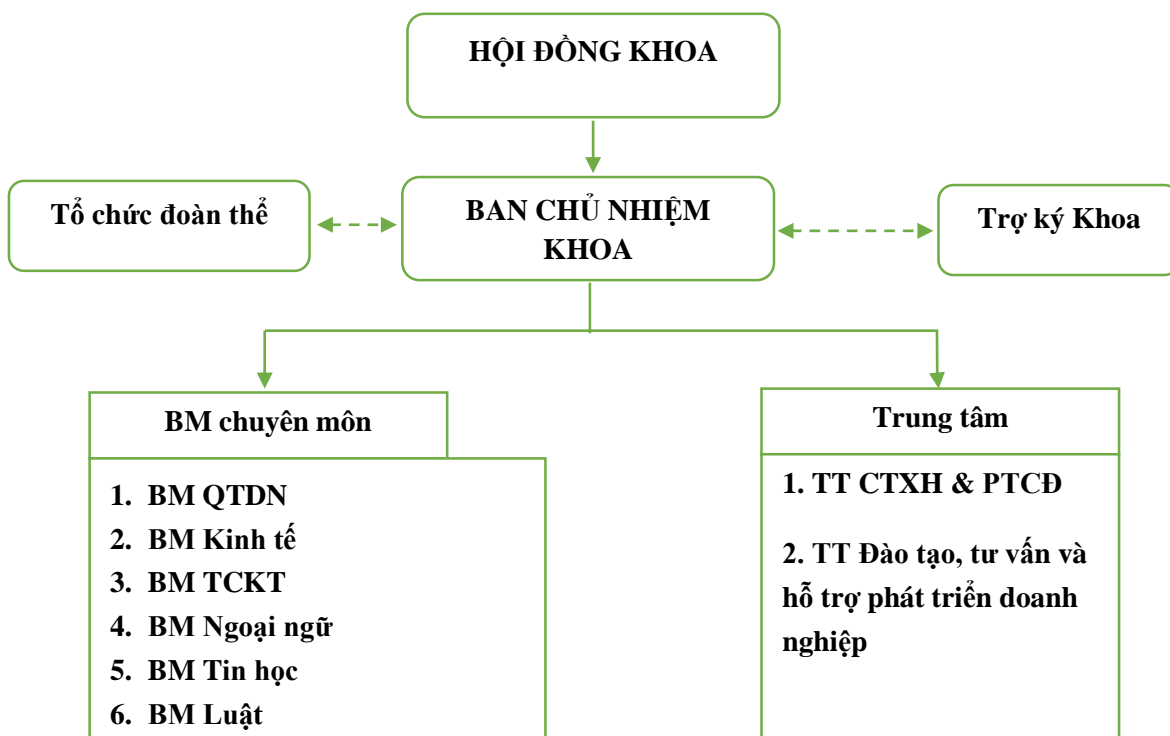 HỘI ĐỒNG KHOA
Tổ chức đoàn thể
BAN CHỦ NHIỆM
KHOA
Trợ ký Khoa
BM chuyên môn
1. BM QTDN
2. BM Kinh tế
3. BM TCKT
4. BM Ngoại ngữ
5. BM Tin học
6. BM Luật
Trung tâm
1. TT CTXH & PTCĐ
2. TT Đào tạo, tư vấn và
hỗ trợ phát triển doanh
nghiệp